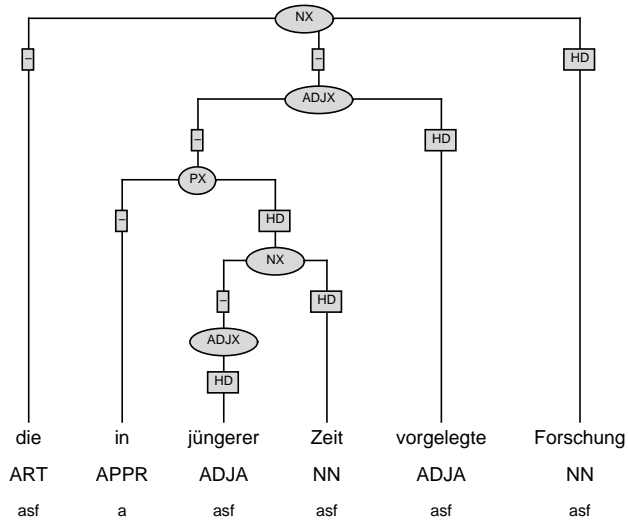 NX
– – HD
ADJX
– HD
PX
– HD
NX
– HD
ADJX
HD
die in jüngerer Zeit vorgelegte Forschung
ART APPR ADJA NN ADJA NN
asf a asf asf asf asf